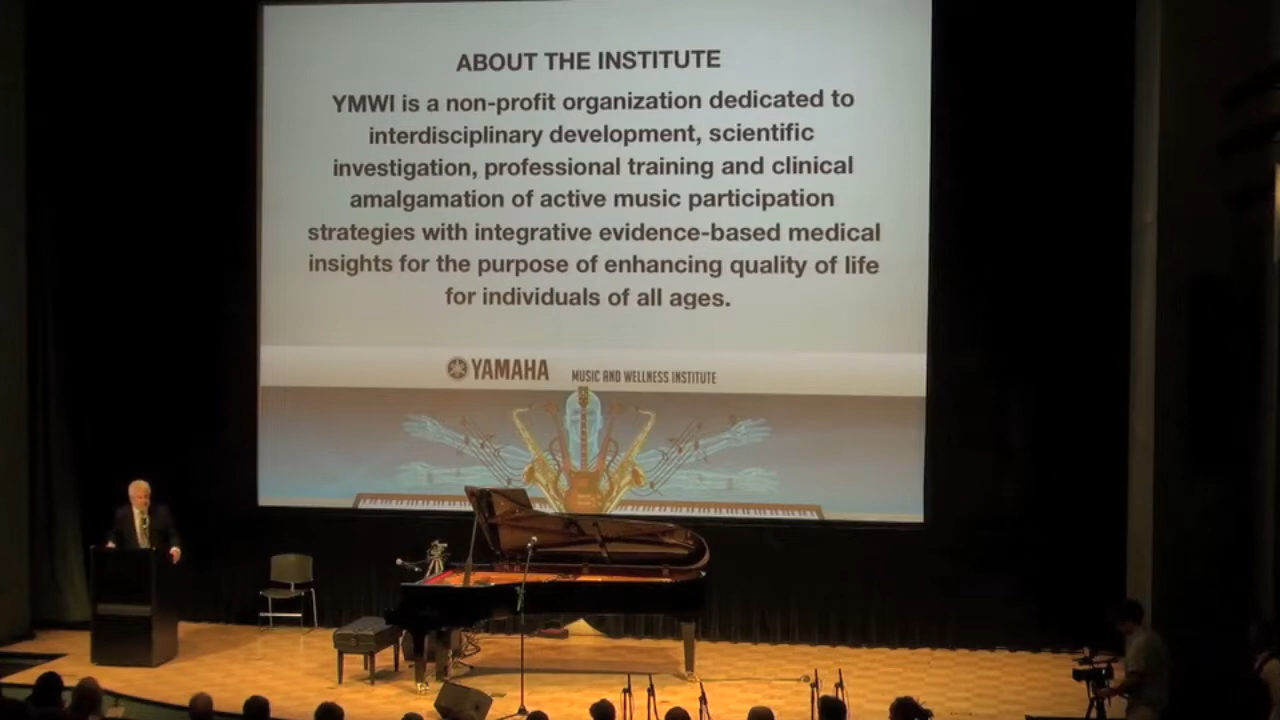 ABOUT THE INSTITUTE
YMWI is a non-profit organization dedicated to
interdisciplinary development, scientific
investigation, professional training and clinical
amalgamation of active music participation
strategies with integrative evidence-based medical
insights for the purpose of enhancing quality of life
for individuals of all ages.
YAMAHA MUSIC AND WELLNESS INSTITUTE